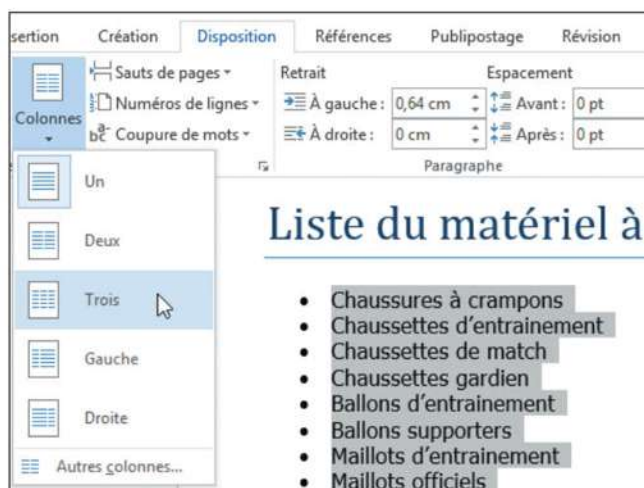 sertion Création Disposition Références Publipostage Révision
Colonnes
Sauts de pages
Numéros de lignes
Coupure de mots
Retrait Espacement
À gauche : 0,64 cm Avant : 0 pt
À droite : 0 cm Après : 0 pt
Paragraphe
Un
Deux
Trois
Gauche
Droite
Autres colonnes...
Liste du matériel à
• Chaussures à crampons
• Chaussettes d'entrainement
• Chaussettes de match
• Chaussettes gardien
• Ballons d'entrainement
• Ballons supporters
• Maillots d'entrainement
• Maillots officiels